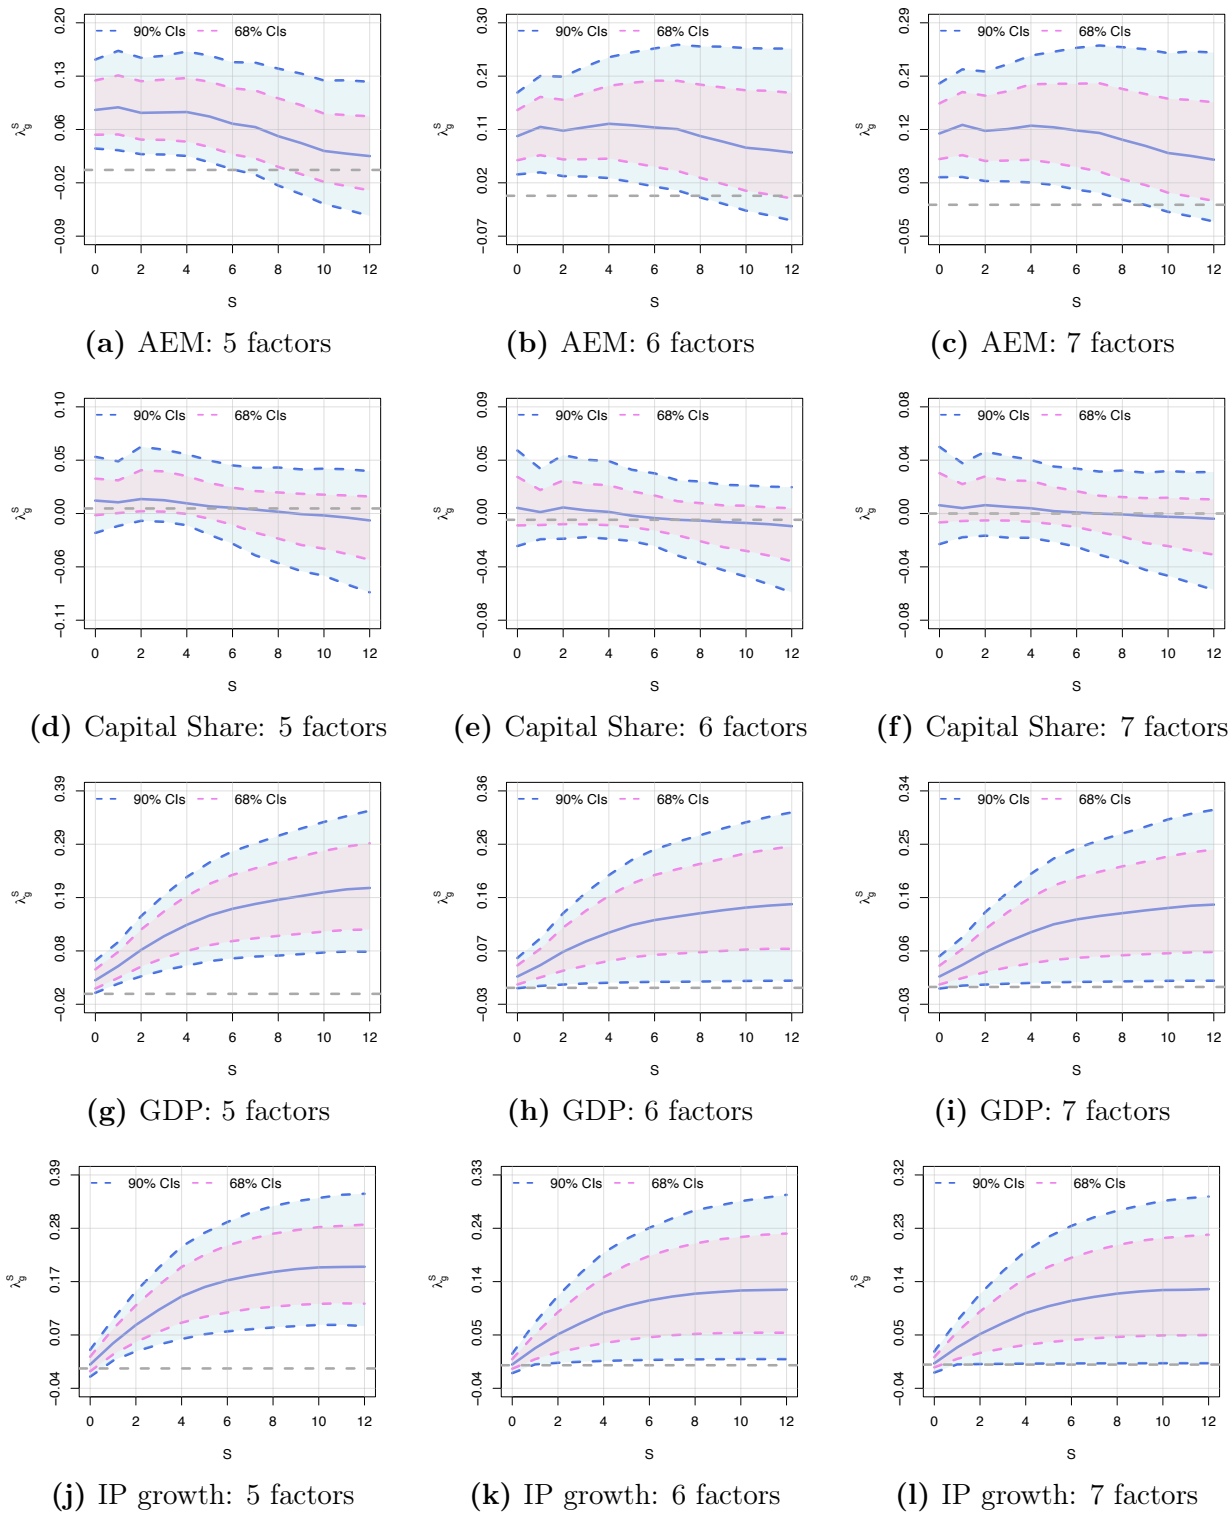 −0.09 −0.02 0.06 0.13 0.20
λ_g^S
90% CIs 68% CIs
0 2 4 6 8 10 12
S
(a) AEM: 5 factors
−0.07 0.02 0.11 0.21 0.30
λ_g^S
90% CIs 68% CIs
0 2 4 6 8 10 12
S
(b) AEM: 6 factors
−0.05 0.03 0.12 0.21 0.29
λ_g^S
90% CIs 68% CIs
0 2 4 6 8 10 12
S
(c) AEM: 7 factors
−0.11 −0.06 0.00 0.05 0.10
λ_g^S
90% CIs 68% CIs
0 2 4 6 8 10 12
S
(d) Capital Share: 5 factors
−0.08 −0.04 0.00 0.05 0.09
λ_g^S
90% CIs 68% CIs
0 2 4 6 8 10 12
S
(e) Capital Share: 6 factors
−0.08 −0.04 0.00 0.04 0.08
λ_g^S
90% CIs 68% CIs
0 2 4 6 8 10 12
S
(f) Capital Share: 7 factors
−0.02 0.08 0.19 0.29 0.39
λ_g^S
90% CIs 68% CIs
0 2 4 6 8 10 12
S
(g) GDP: 5 factors
−0.03 0.07 0.16 0.26 0.36
λ_g^S
90% CIs 68% CIs
0 2 4 6 8 10 12
S
(h) GDP: 6 factors
−0.03 0.06 0.16 0.25 0.34
λ_g^S
90% CIs 68% CIs
0 2 4 6 8 10 12
S
(i) GDP: 7 factors
−0.04 0.07 0.17 0.28 0.39
λ_g^S
90% CIs 68% CIs
0 2 4 6 8 10 12
S
(j) IP growth: 5 factors
−0.04 0.05 0.14 0.24 0.33
λ_g^S
90% CIs 68% CIs
0 2 4 6 8 10 12
S
(k) IP growth: 6 factors
−0.04 0.05 0.14 0.23 0.32
λ_g^S
90% CIs 68% CIs
0 2 4 6 8 10 12
S
(l) IP growth: 7 factors